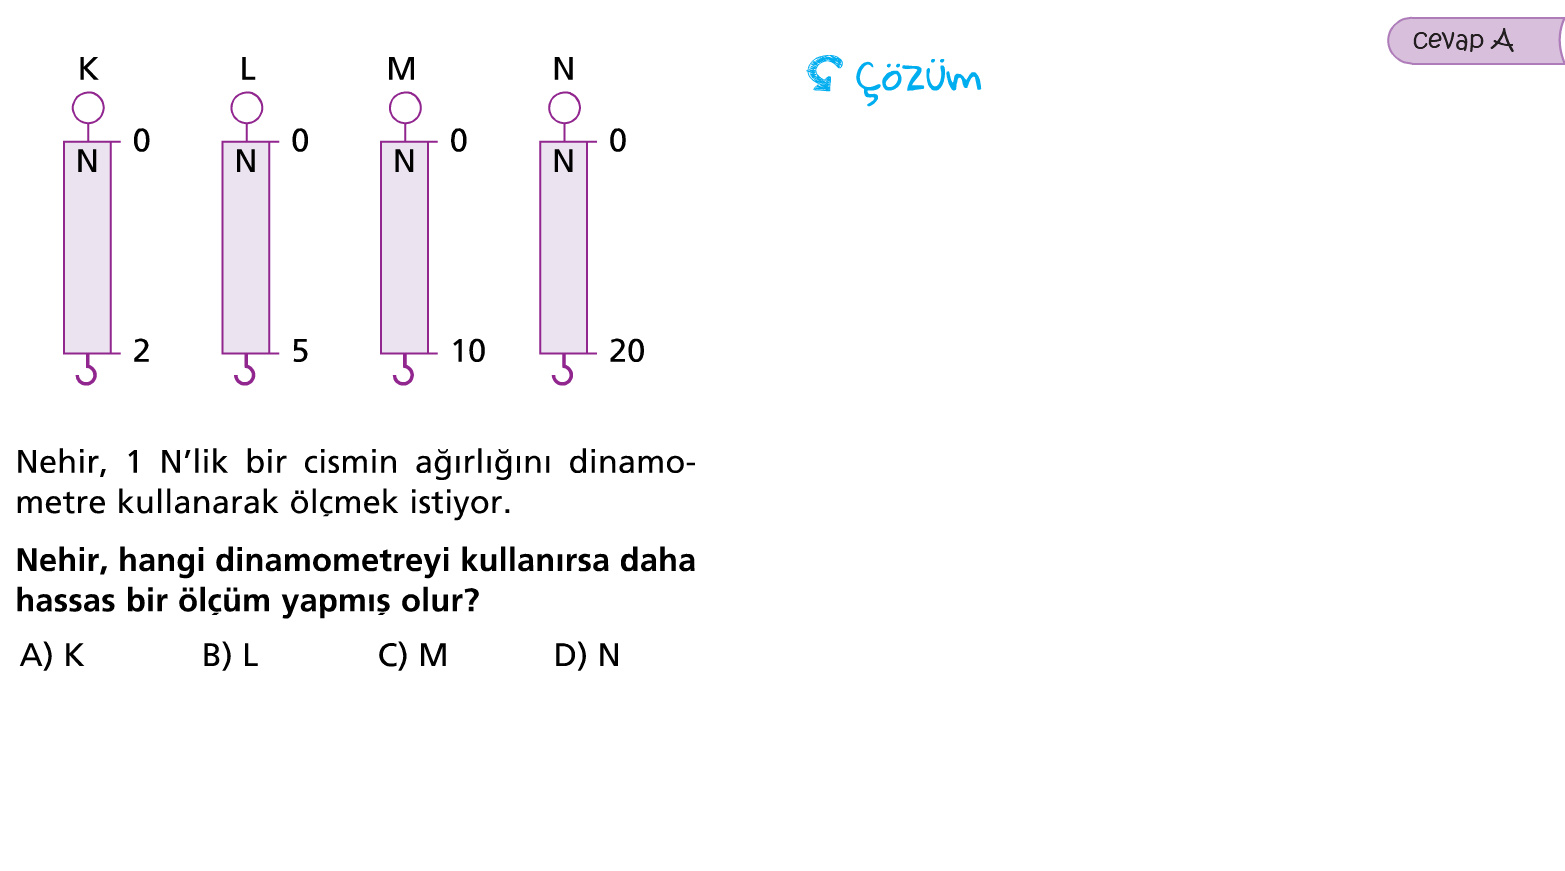 K L M N
0 0 0 0
N N N N
2 5 10 20
Nehir, 1 N’lik bir cismin ağırlığını dinamo-
metre kullanarak ölçmek istiyor.
Nehir, hangi dinamometreyi kullanırsa daha
hassas bir ölçüm yapmış olur?
A) K B) L C) M D) N
Çözüm
cevap A